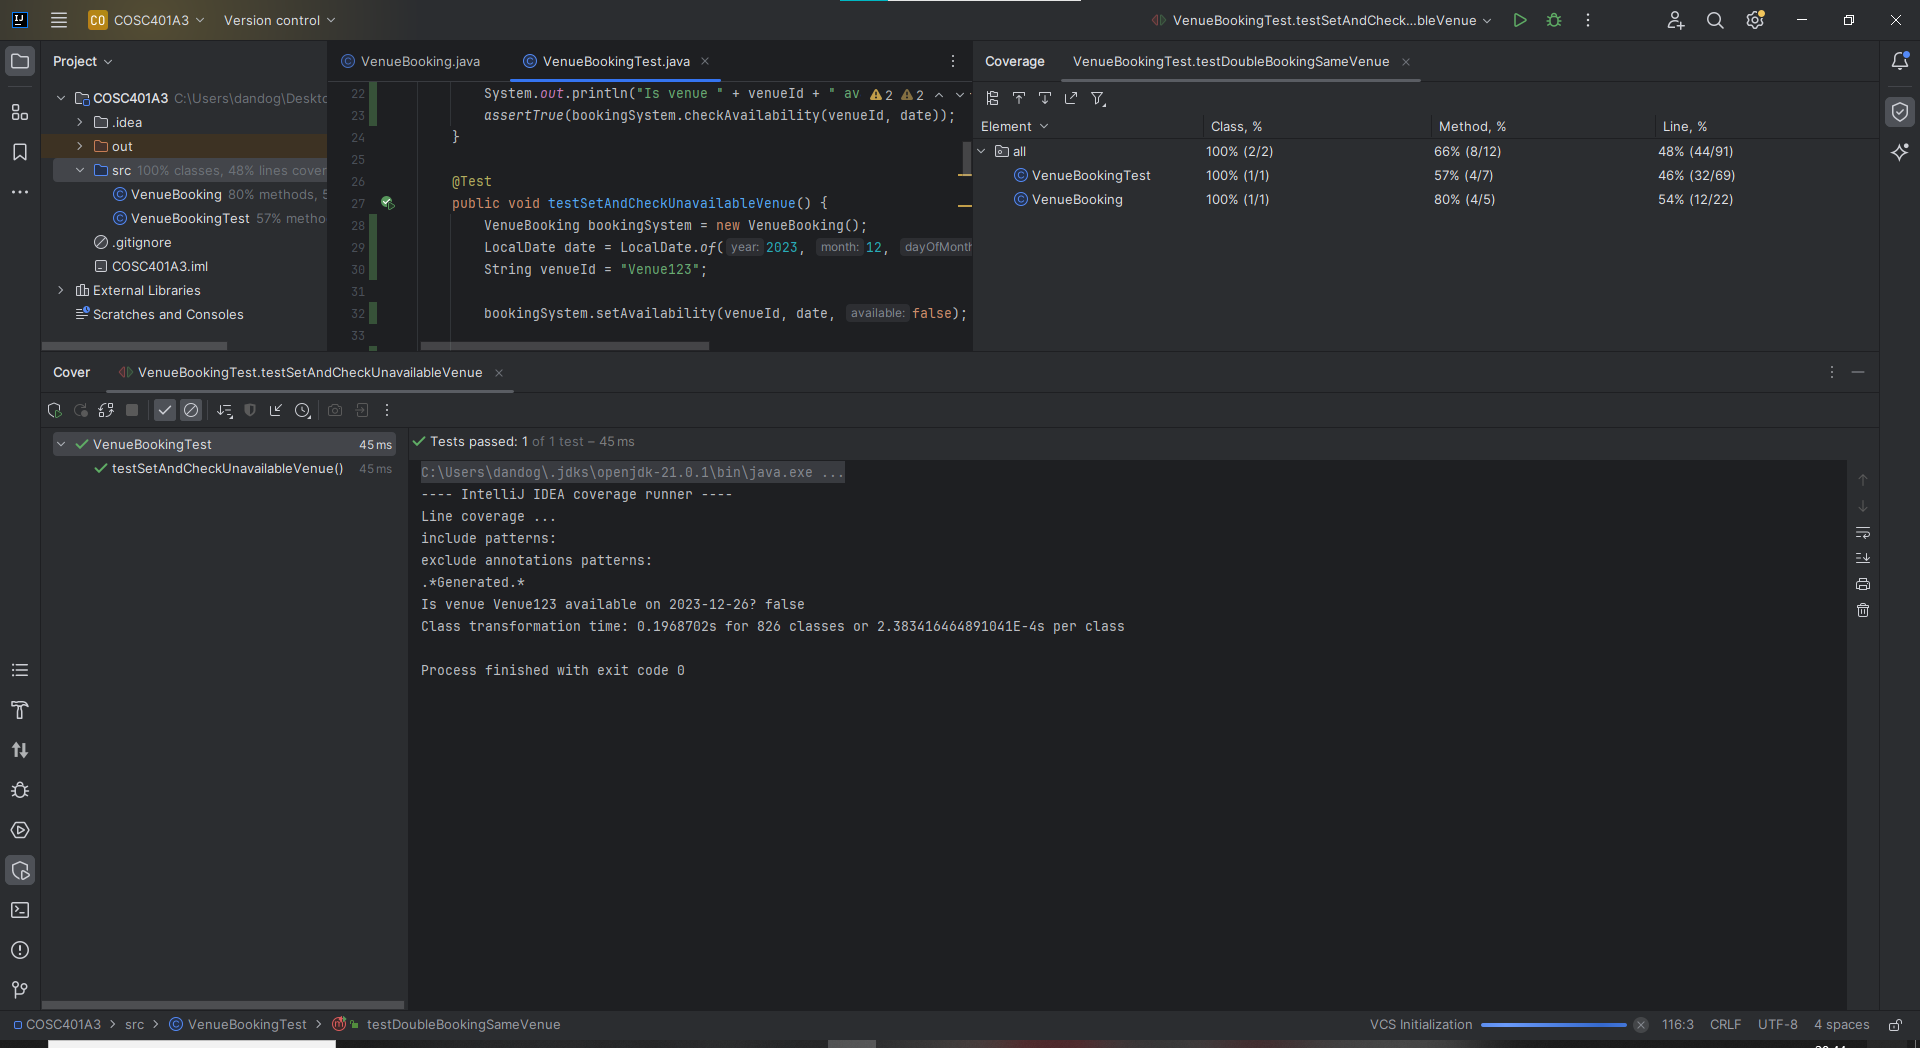 CO COSC401A3 Version control VenueBookingTest.testSetAndCheck...bleVenue
Project
COSC401A3 C:\Users\dandog\Deskto
.idea
out
src 100% classes, 48% lines cover
VenueBooking 80% methods, 5
VenueBookingTest 57% metho
.gitignore
COSC401A3.iml
External Libraries
Scratches and Consoles
VenueBooking.java VenueBookingTest.java
22 System.out.println("Is venue " + venueId + " av 2 2
23 assertTrue(bookingSystem.checkAvailability(venueId, date));
24 }
25
26 @Test
27 public void testSetAndCheckUnavailableVenue() {
28 VenueBooking bookingSystem = new VenueBooking();
29 LocalDate date = LocalDate.of( year: 2023, month: 12, dayOfMonth
30 String venueId = "Venue123";
31
32 bookingSystem.setAvailability(venueId, date, available: false);
33
Coverage VenueBookingTest.testDoubleBookingSameVenue
Element Class, % Method, % Line, %
all 100% (2/2) 66% (8/12) 48% (44/91)
VenueBookingTest 100% (1/1) 57% (4/7) 46% (32/69)
VenueBooking 100% (1/1) 80% (4/5) 54% (12/22)
Cover VenueBookingTest.testSetAndCheckUnavailableVenue
VenueBookingTest 45 ms
testSetAndCheckUnavailableVenue() 45 ms
Tests passed: 1 of 1 test – 45 ms
C:\Users\dandog\.jdks\openjdk-21.0.1\bin\java.exe ...
---- IntelliJ IDEA coverage runner ----
Line coverage ...
include patterns:
exclude annotations patterns:
.*Generated.*
Is venue Venue123 available on 2023-12-26? false
Class transformation time: 0.1968702s for 826 classes or 2.383416464891041E-4s per class
Process finished with exit code 0
COSC401A3 > src > VenueBookingTest > testDoubleBookingSameVenue
VCS Initialization 116:3 CRLF UTF-8 4 spaces